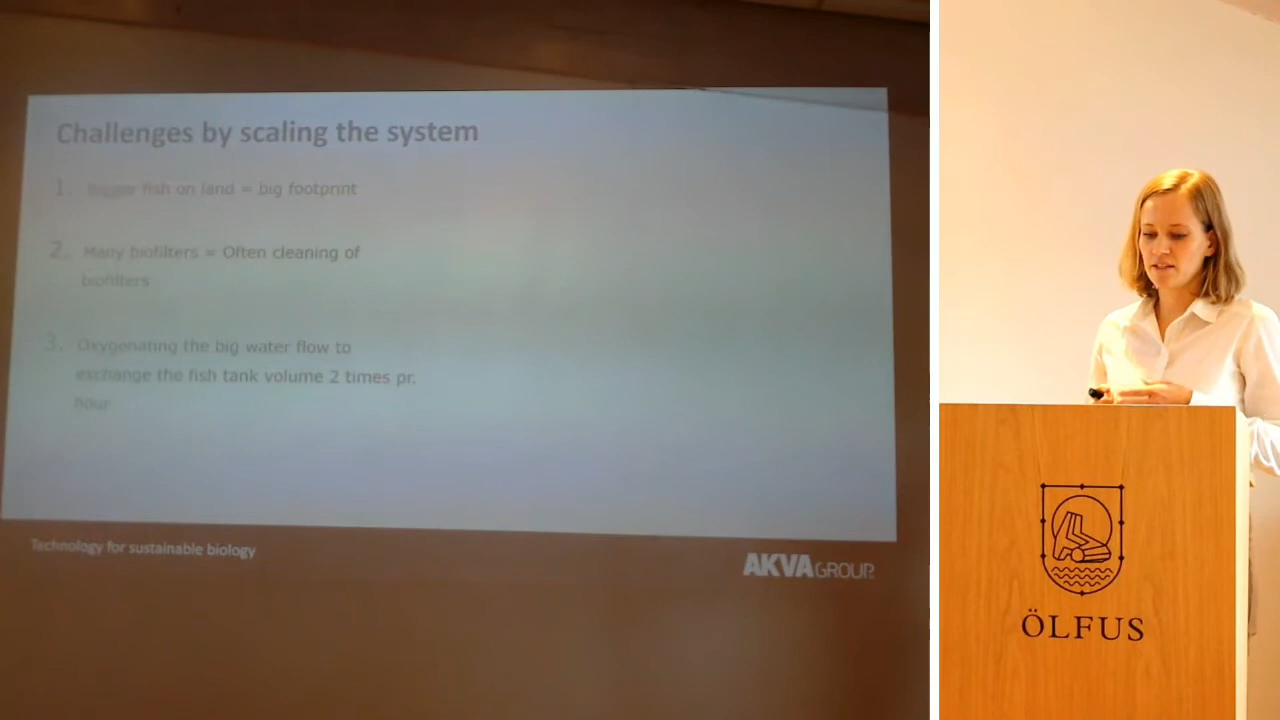 Challenges by scaling the system
1. Bigger fish on land = big footprint
2. Many biofilters = Often cleaning of
biofilters
3. Oxygenating the big water flow to
exchange the fish tank volume 2 times pr.
hour
Technology for sustainable biology
AKVA GROUP
ÖLFUS